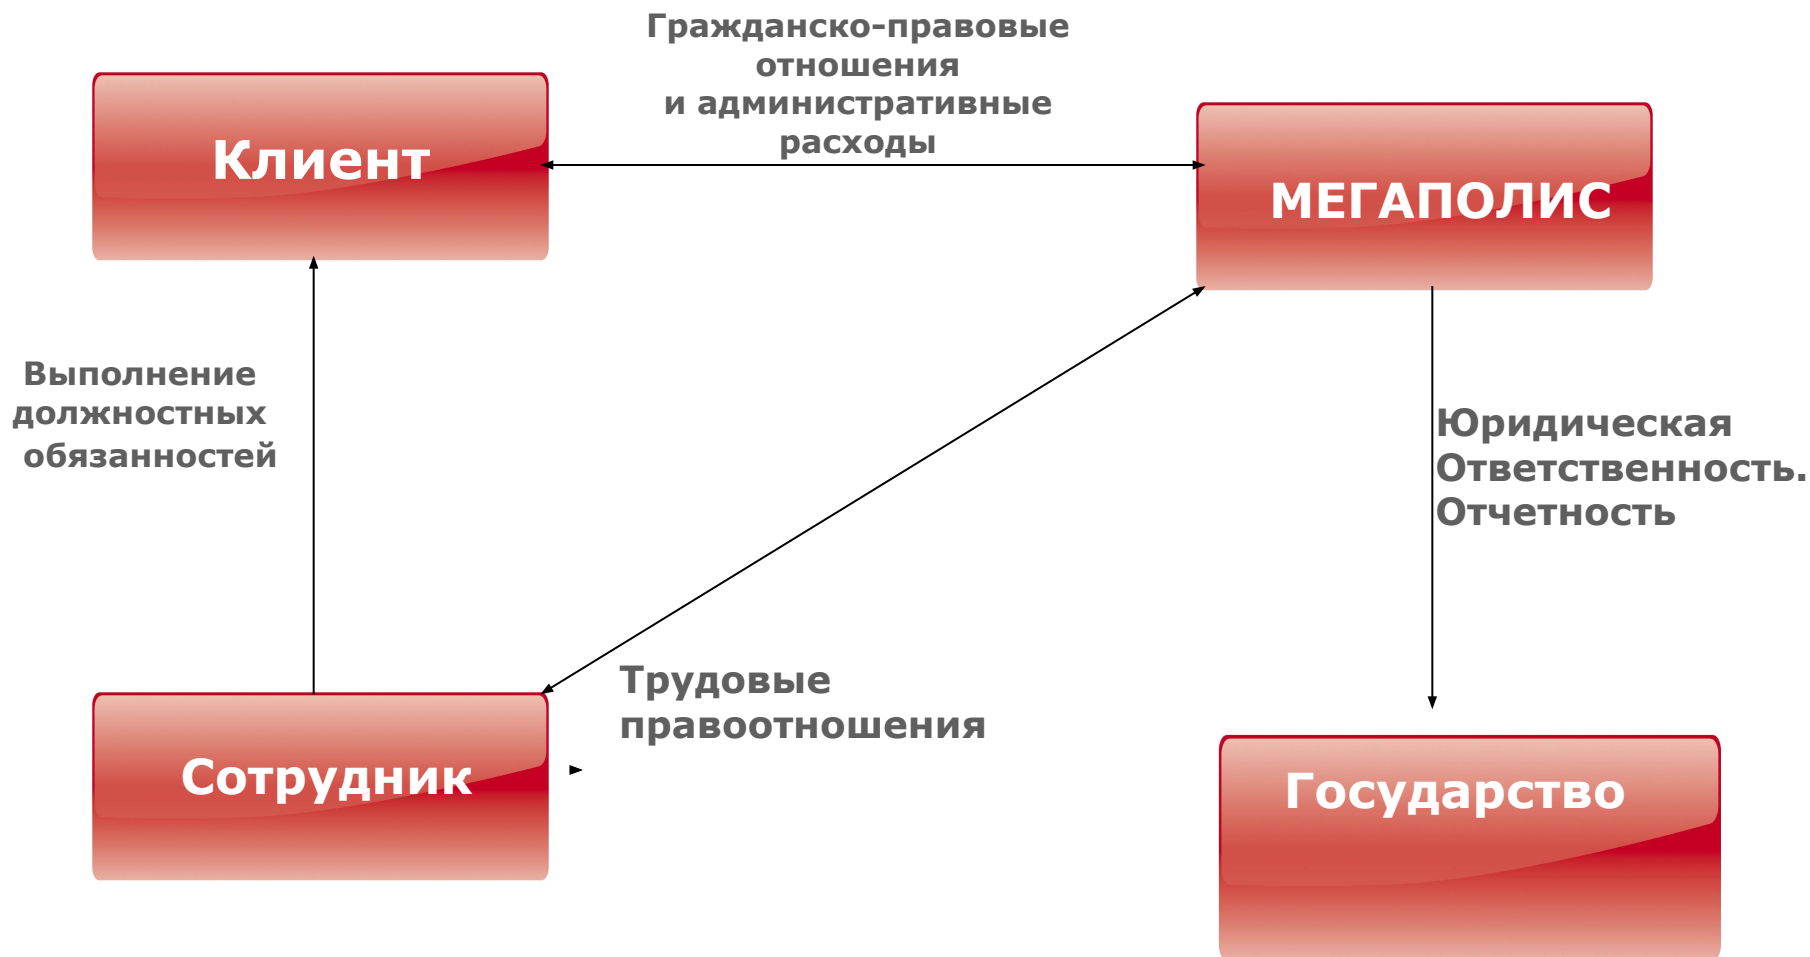 Гражданско-правовые
отношения
и административные
расходы
Клиент
МЕГАПОЛИС
Выполнение
должностных
обязанностей
Юридическая
Ответственность.
Отчетность
Трудовые
правоотношения
Сотрудник
Государство